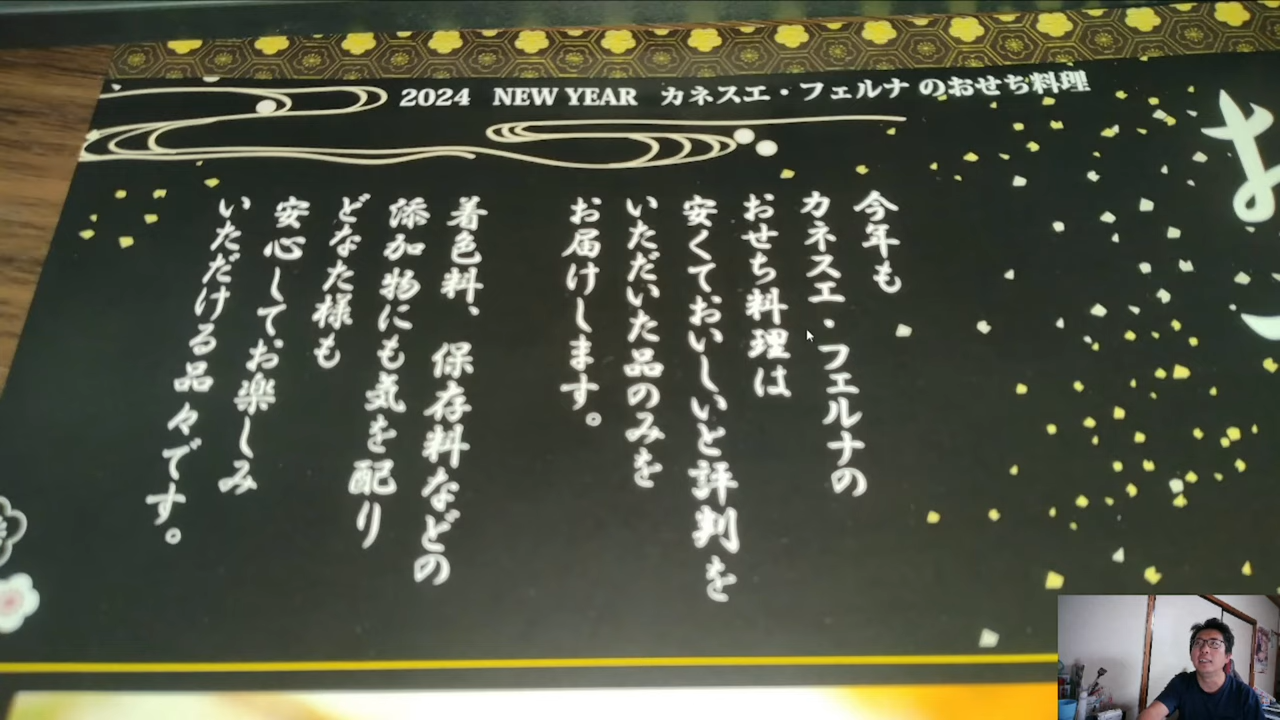 2024 NEW YEAR カネスエ・フェルナ のおせち料理
今年も
カネスエ・フェルナの
おせち料理は
安くておいしいと評判を
いただいた品のみを
お届けします。
着色料、保存料などの
添加物にも気を配り
どなた様も
安心してお楽しみ
いただける品々です。
お